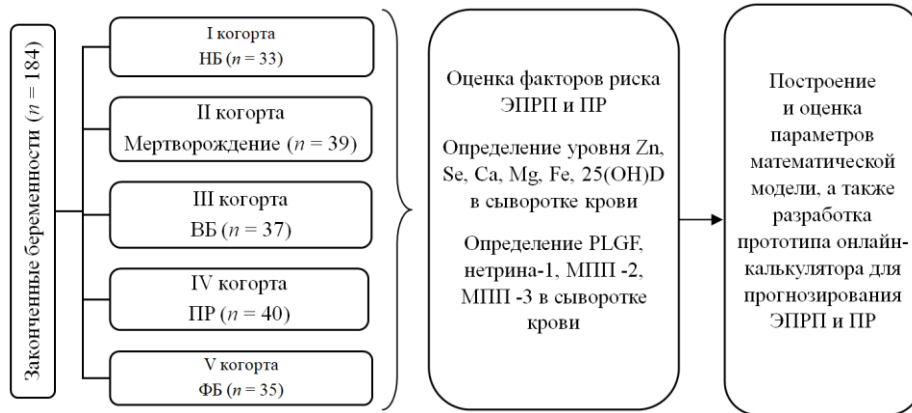 Законченные беременности (n = 184)
I когорта
НБ (n = 33)
II когорта
Мертворождение (n = 39)
III когорта
ВБ (n = 37)
IV когорта
ПР (n = 40)
V когорта
ФБ (n = 35)
Оценка факторов риска
ЭПРП и ПР
Определение уровня Zn,
Se, Ca, Mg, Fe, 25(OH)D
в сыворотке крови
Определение PLGF,
нетрина-1, МПП -2,
МПП -3 в сыворотке
крови
Построение
и оценка
параметров
математической
модели, а также
разработка
прототипа онлайн-
калькулятора для
прогнозирования
ЭПРП и ПР